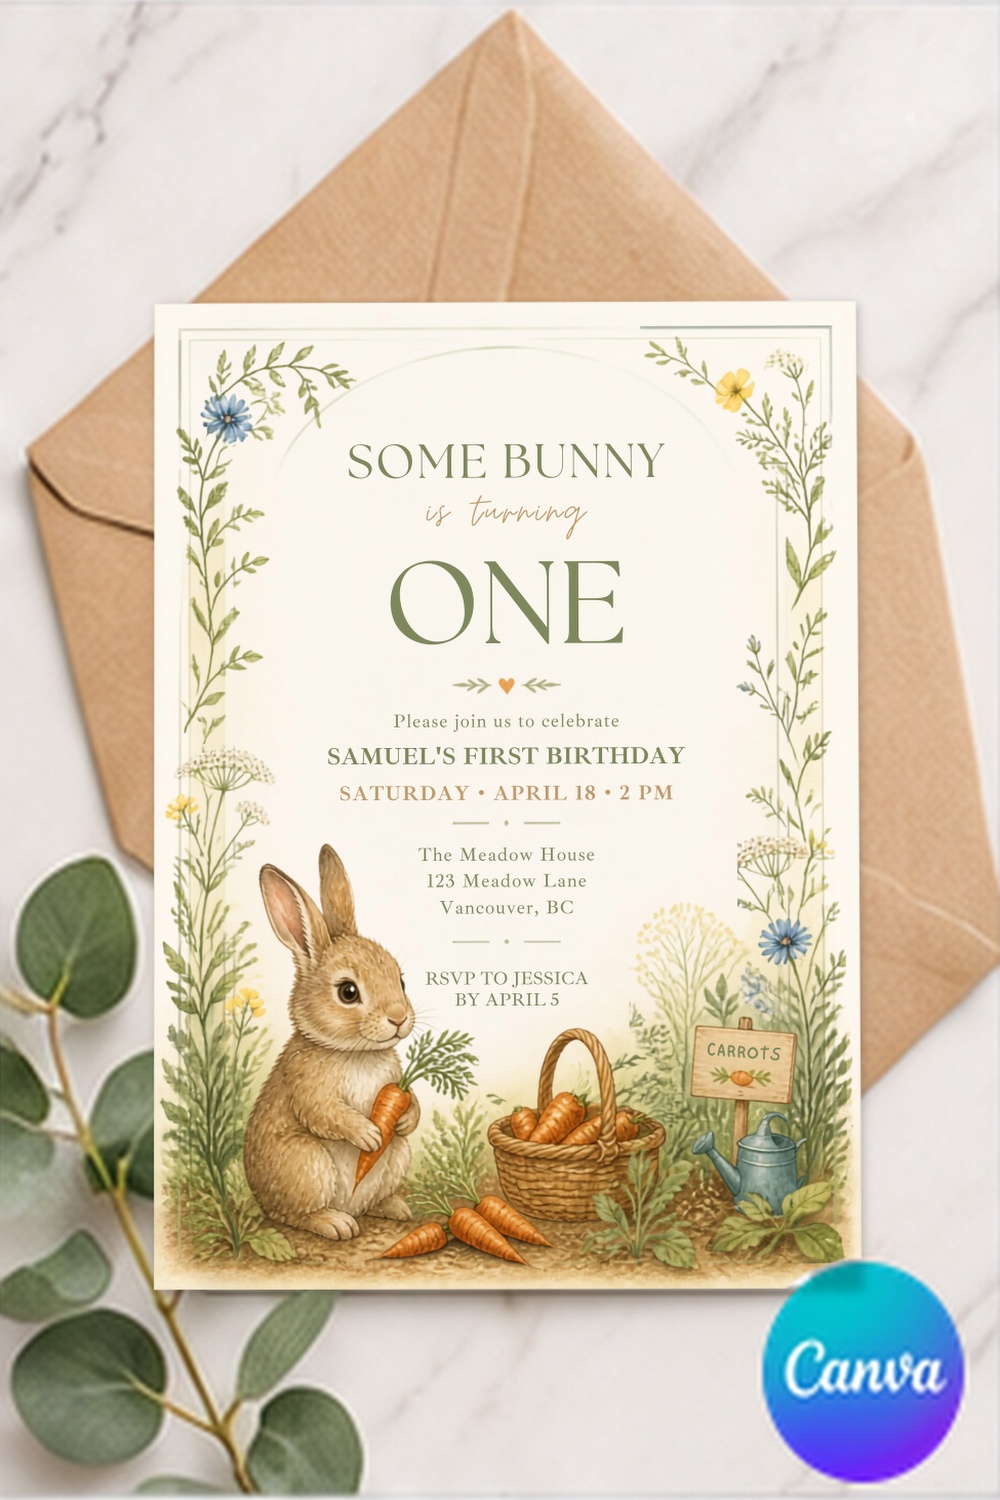 SOME BUNNY
is turning
ONE
Please join us to celebrate
SAMUEL'S FIRST BIRTHDAY
SATURDAY • APRIL 18 • 2 PM
The Meadow House
123 Meadow Lane
Vancouver, BC
RSVP TO JESSICA
BY APRIL 5
CARROTS
Canva